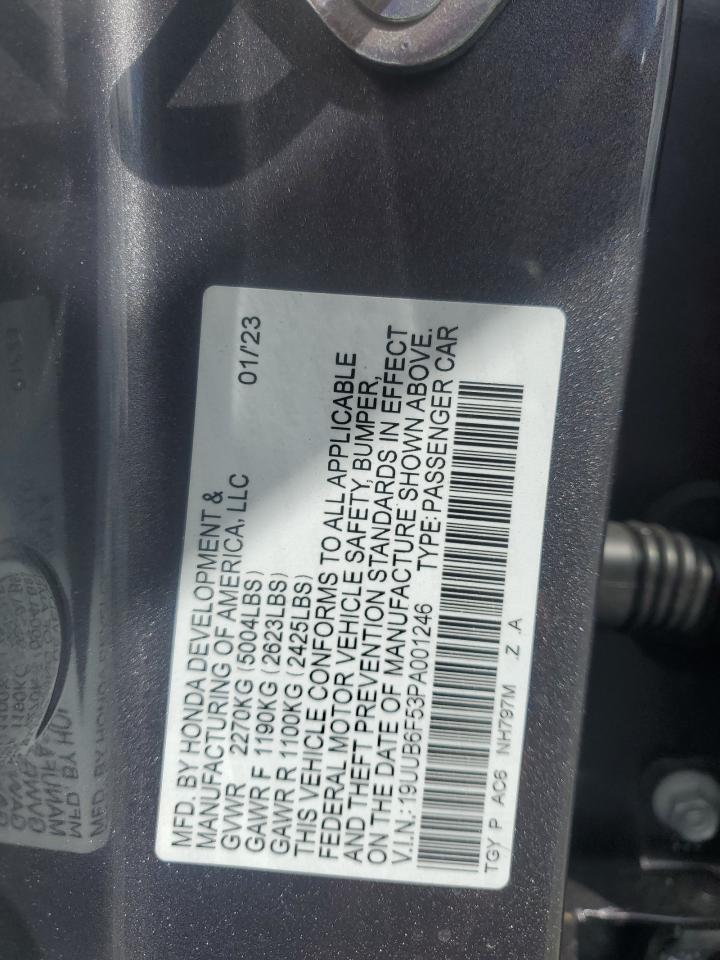 MFD. BY HONDA DEVELOPMENT &
MANUFACTURING OF AMERICA, LLC 01/'23
GVWR 2270KG (5004LBS)
GAWR F 1190KG (2623LBS)
GAWR R 1100KG (2425LBS)
THIS VEHICLE CONFORMS TO ALL APPLICABLE
FEDERAL MOTOR VEHICLE SAFETY, BUMPER,
AND THEFT PREVENTION STANDARDS IN EFFECT
ON THE DATE OF MANUFACTURE SHOWN ABOVE.
V.I.N.: 19UUB6F53PA001246 TYPE: PASSENGER CAR
TGY P AC6 NH797M .Z .A